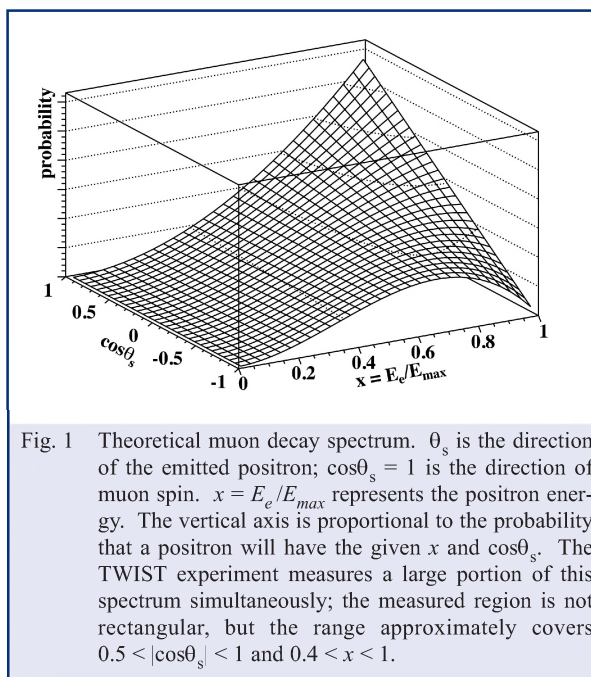 probability
1
0.5
0
-0.5
-1
cosθs
0
0.2
0.4
0.6
0.8
1
x = Ee/Emax
Fig. 1 Theoretical muon decay spectrum. θs is the direction
of the emitted positron; cosθs = 1 is the direction of
muon spin. x = Ee/Emax represents the positron ener-
gy. The vertical axis is proportional to the probability
that a positron will have the given x and cosθs. The
TWIST experiment measures a large portion of this
spectrum simultaneously; the measured region is not
rectangular, but the range approximately covers
0.5 < |cosθs| < 1 and 0.4 < x < 1.